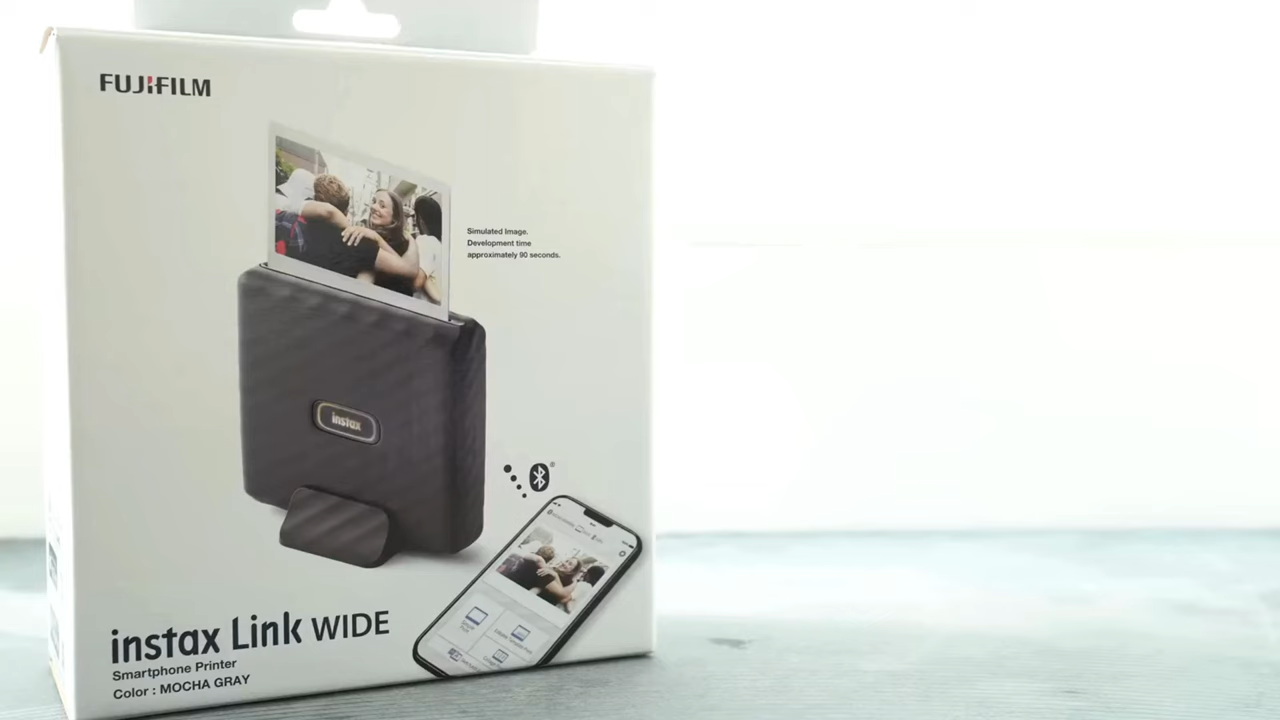 FUJIFILM
Simulated Image.
Development time
approximately 90 seconds.
instax
instax Link WIDE
Smartphone Printer
Color : MOCHA GRAY